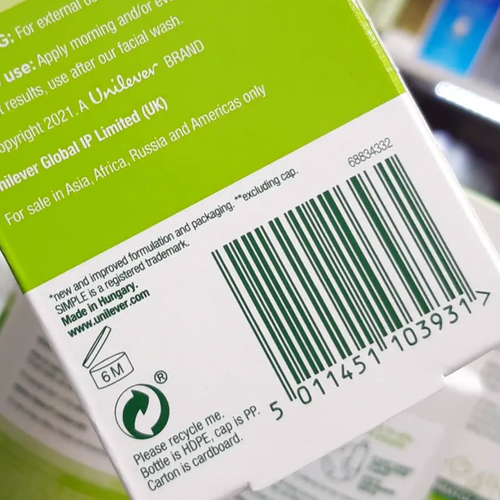 G: For external
use: Apply morning and/or
results, use after our facial wash.
opyright 2021. A Unilever BRAND
nilever Global IP Limited (UK)
For sale in Asia, Africa, Russia and Americas only
68834332
*new and improved formulation and packaging. **excluding cap.
SIMPLE is a registered trademark.
Made in Hungary.
www.unilever.com
6M
®
5 011451 103931 >
Please recycle me.
Bottle is HDPE, cap is PP.
Carton is cardboard.